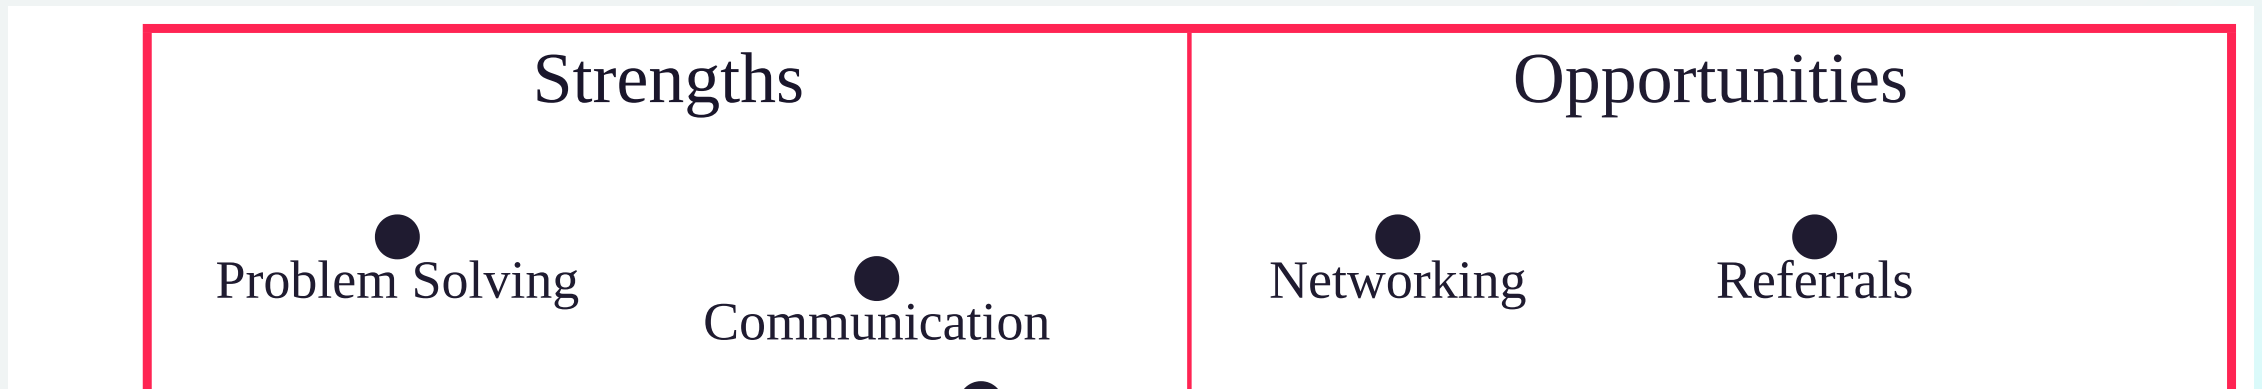 Strengths
Opportunities
Problem Solving
Networking
Referrals
Communication